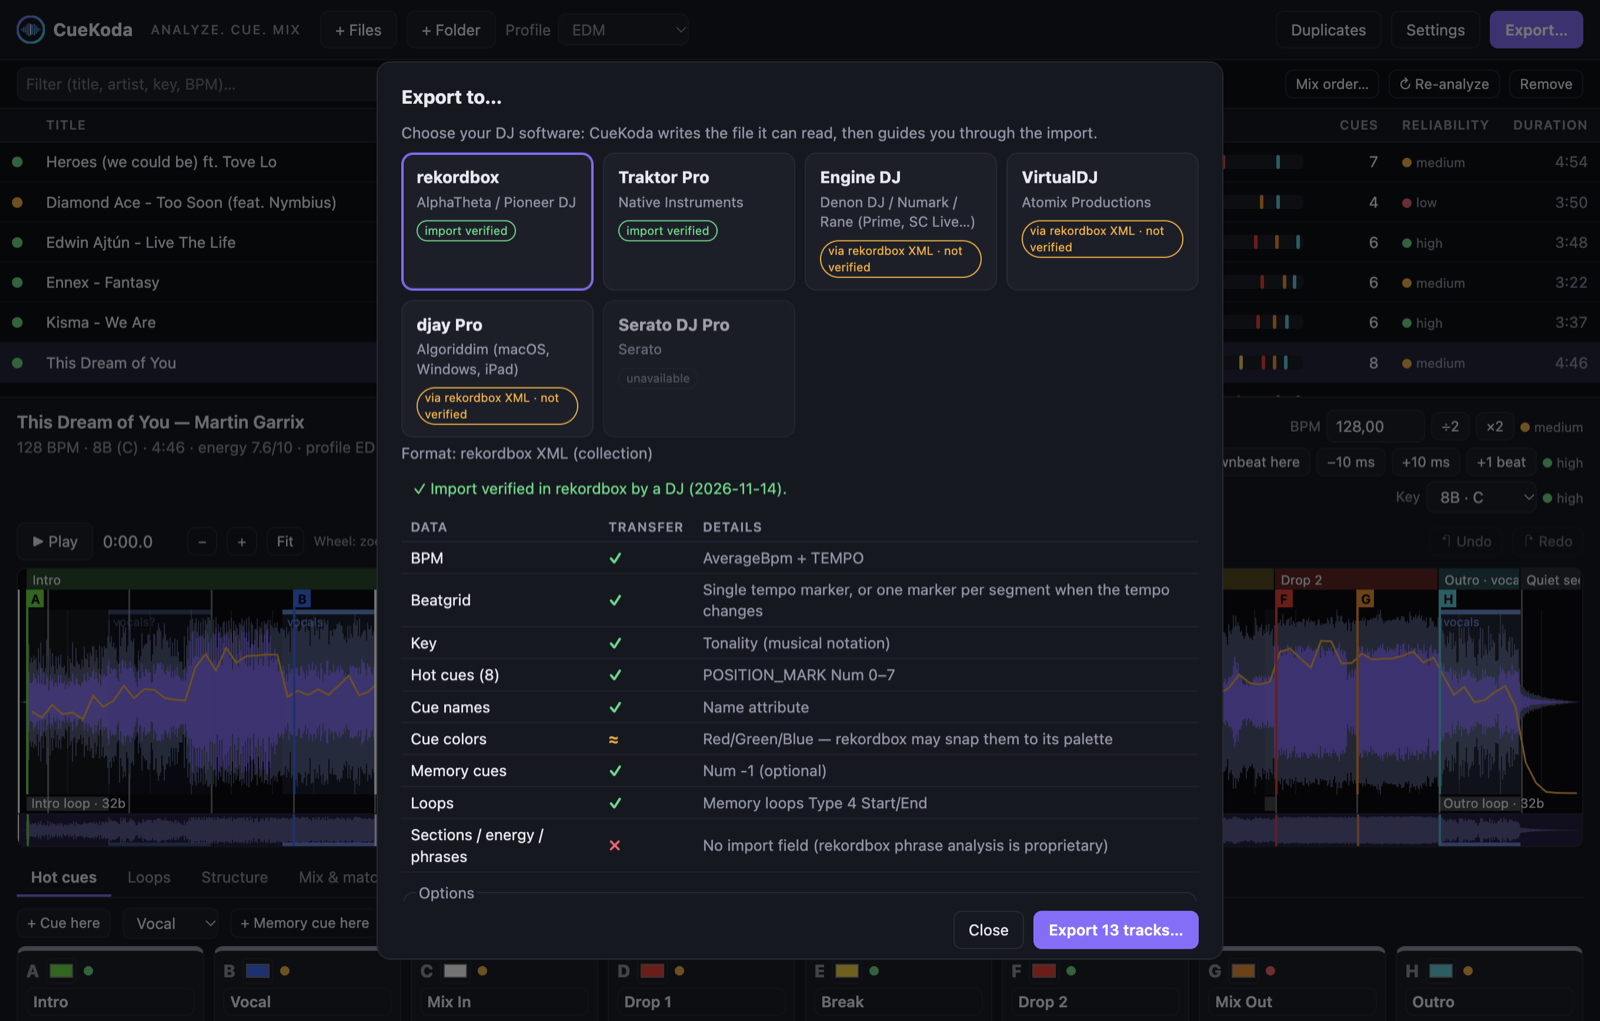 CueKoda
ANALYZE. CUE. MIX
+ Files
+ Folder
Profile
EDM
Duplicates
Settings
Export...
Filter (title, artist, key, BPM)...
Mix order...
↻ Re-analyze
Remove
TITLE
CUES
RELIABILITY
DURATION
Heroes (we could be) ft. Tove Lo
7
medium
4:54
Diamond Ace - Too Soon (feat. Nymbius)
4
low
3:50
Edwin Ajtún - Live The Life
6
high
3:48
Ennex - Fantasy
6
medium
3:22
Kisma - We Are
6
high
3:37
This Dream of You
8
medium
4:46
Export to...
Choose your DJ software: CueKoda writes the file it can read, then guides you through the import.
rekordbox
AlphaTheta / Pioneer DJ
import verified
Traktor Pro
Native Instruments
import verified
Engine DJ
Denon DJ / Numark /
Rane (Prime, SC Live...)
via rekordbox XML · not
verified
VirtualDJ
Atomix Productions
via rekordbox XML · not
verified
djay Pro
Algoriddim (macOS,
Windows, iPad)
via rekordbox XML · not
verified
Serato DJ Pro
Serato
unavailable
Format: rekordbox XML (collection)
✓ Import verified in rekordbox by a DJ (2026-11-14).
DATA
TRANSFER
DETAILS
BPM
✓
AverageBpm + TEMPO
Beatgrid
✓
Single tempo marker, or one marker per segment when the tempo
changes
Key
✓
Tonality (musical notation)
Hot cues (8)
✓
POSITION_MARK Num 0–7
Cue names
✓
Name attribute
Cue colors
≈
Red/Green/Blue — rekordbox may snap them to its palette
Memory cues
✓
Num -1 (optional)
Loops
✓
Memory loops Type 4 Start/End
Sections / energy /
phrases
✕
No import field (rekordbox phrase analysis is proprietary)
Options
Close
Export 13 tracks...
This Dream of You — Martin Garrix
128 BPM · 8B (C) · 4:46 · energy 7.6/10 · profile ED
BPM
128,00
÷2
×2
medium
wnbeat here
−10 ms
+10 ms
+1 beat
high
Key
8B · C
high
▶ Play
0:00.0
−
+
Fit
Wheel: zo
Undo
Redo
Intro
Drop 2
Outro · voca
Quiet se
A
B
F
G
H
vocals?
vocals
vocals
Intro loop · 32b
Outro loop · 32b
Hot cues
Loops
Structure
Mix & matc
+ Cue here
Vocal
+ Memory cue here
A
Intro
B
Vocal
C
Mix In
D
Drop 1
E
Break
F
Drop 2
G
Mix Out
H
Outro